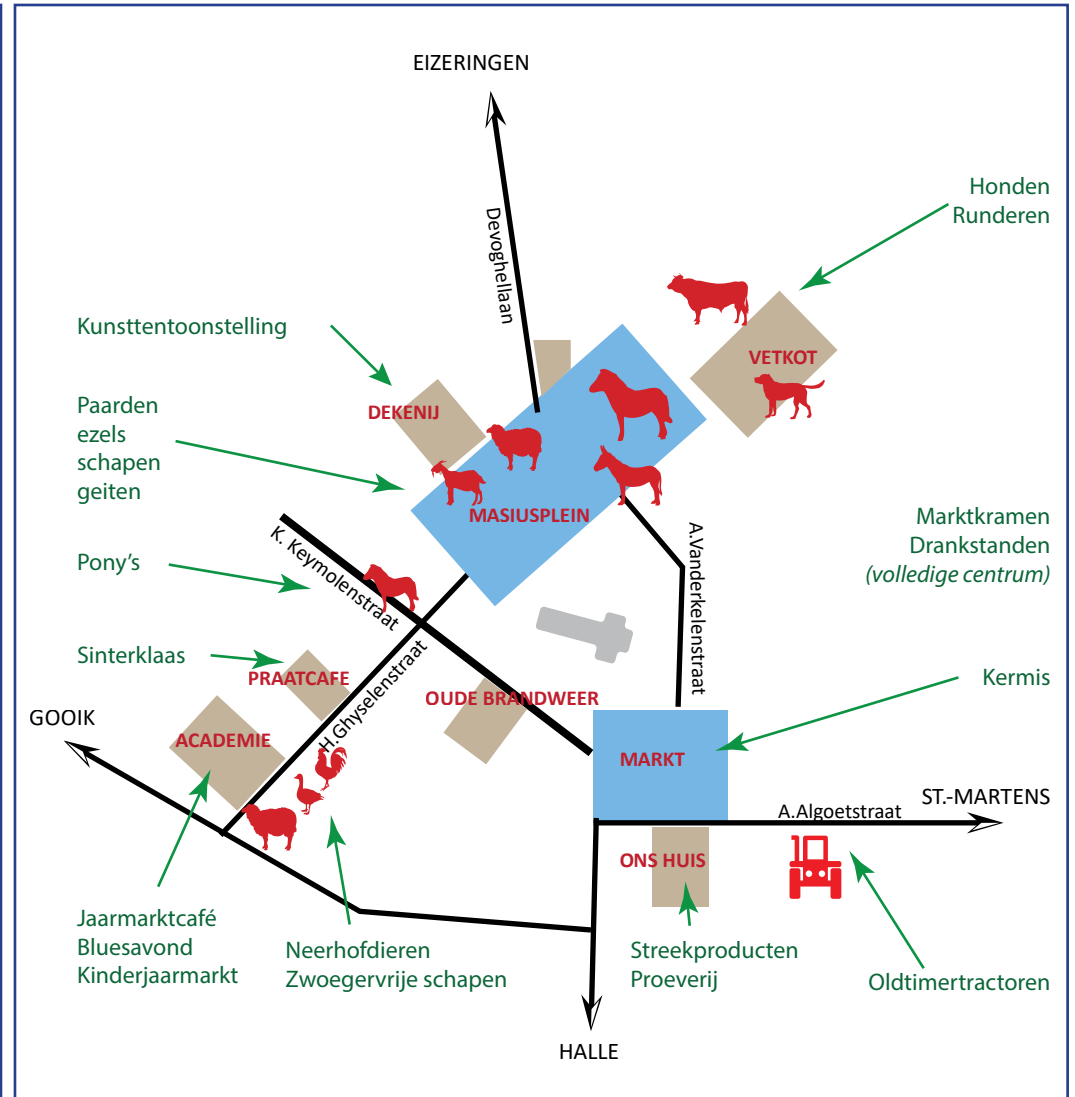 EIZERINGEN
Devoghellaan
Honden
Runderen
Kunsttentoonstelling
VETKOT
DEKENIJ
Paarden
ezels
schapen
geiten
MASIUSPLEIN
A.Vanderkelenstraat
Marktkramen
Drankstanden
(volledige centrum)
K. Keymolenstraat
Pony's
Sinterklaas
PRAATCAFE
H.Ghyselenstraat
OUDE BRANDWEER
Kermis
GOOIK
ACADEMIE
MARKT
ST.-MARTENS
A.Algoetstraat
ONS HUIS
Jaarmarktcafé
Bluesavond
Kinderjaarmarkt
Neerhofdieren
Zwoegervrije schapen
Streekproducten
Proeverij
Oldtimertractoren
HALLE